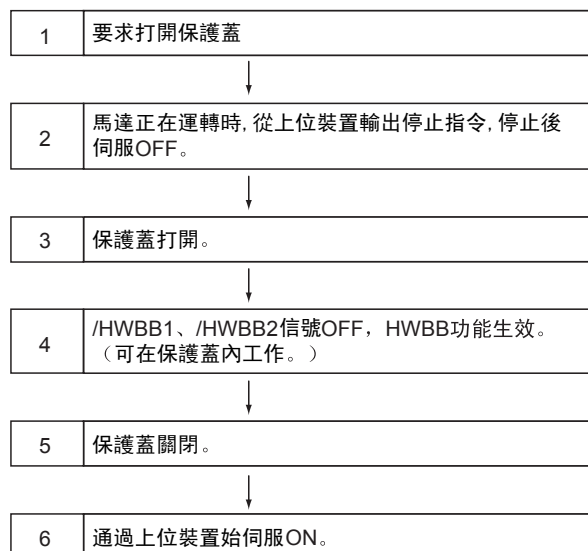 1 要求打開保護蓋
2 馬達正在運轉時, 從上位裝置輸出停止指令, 停止後
伺服OFF。
3 保護蓋打開。
4 /HWBB1、/HWBB2信號OFF，HWBB功能生效。
（可在保護蓋內工作。）
5 保護蓋關閉。
6 通過上位裝置始伺服ON。